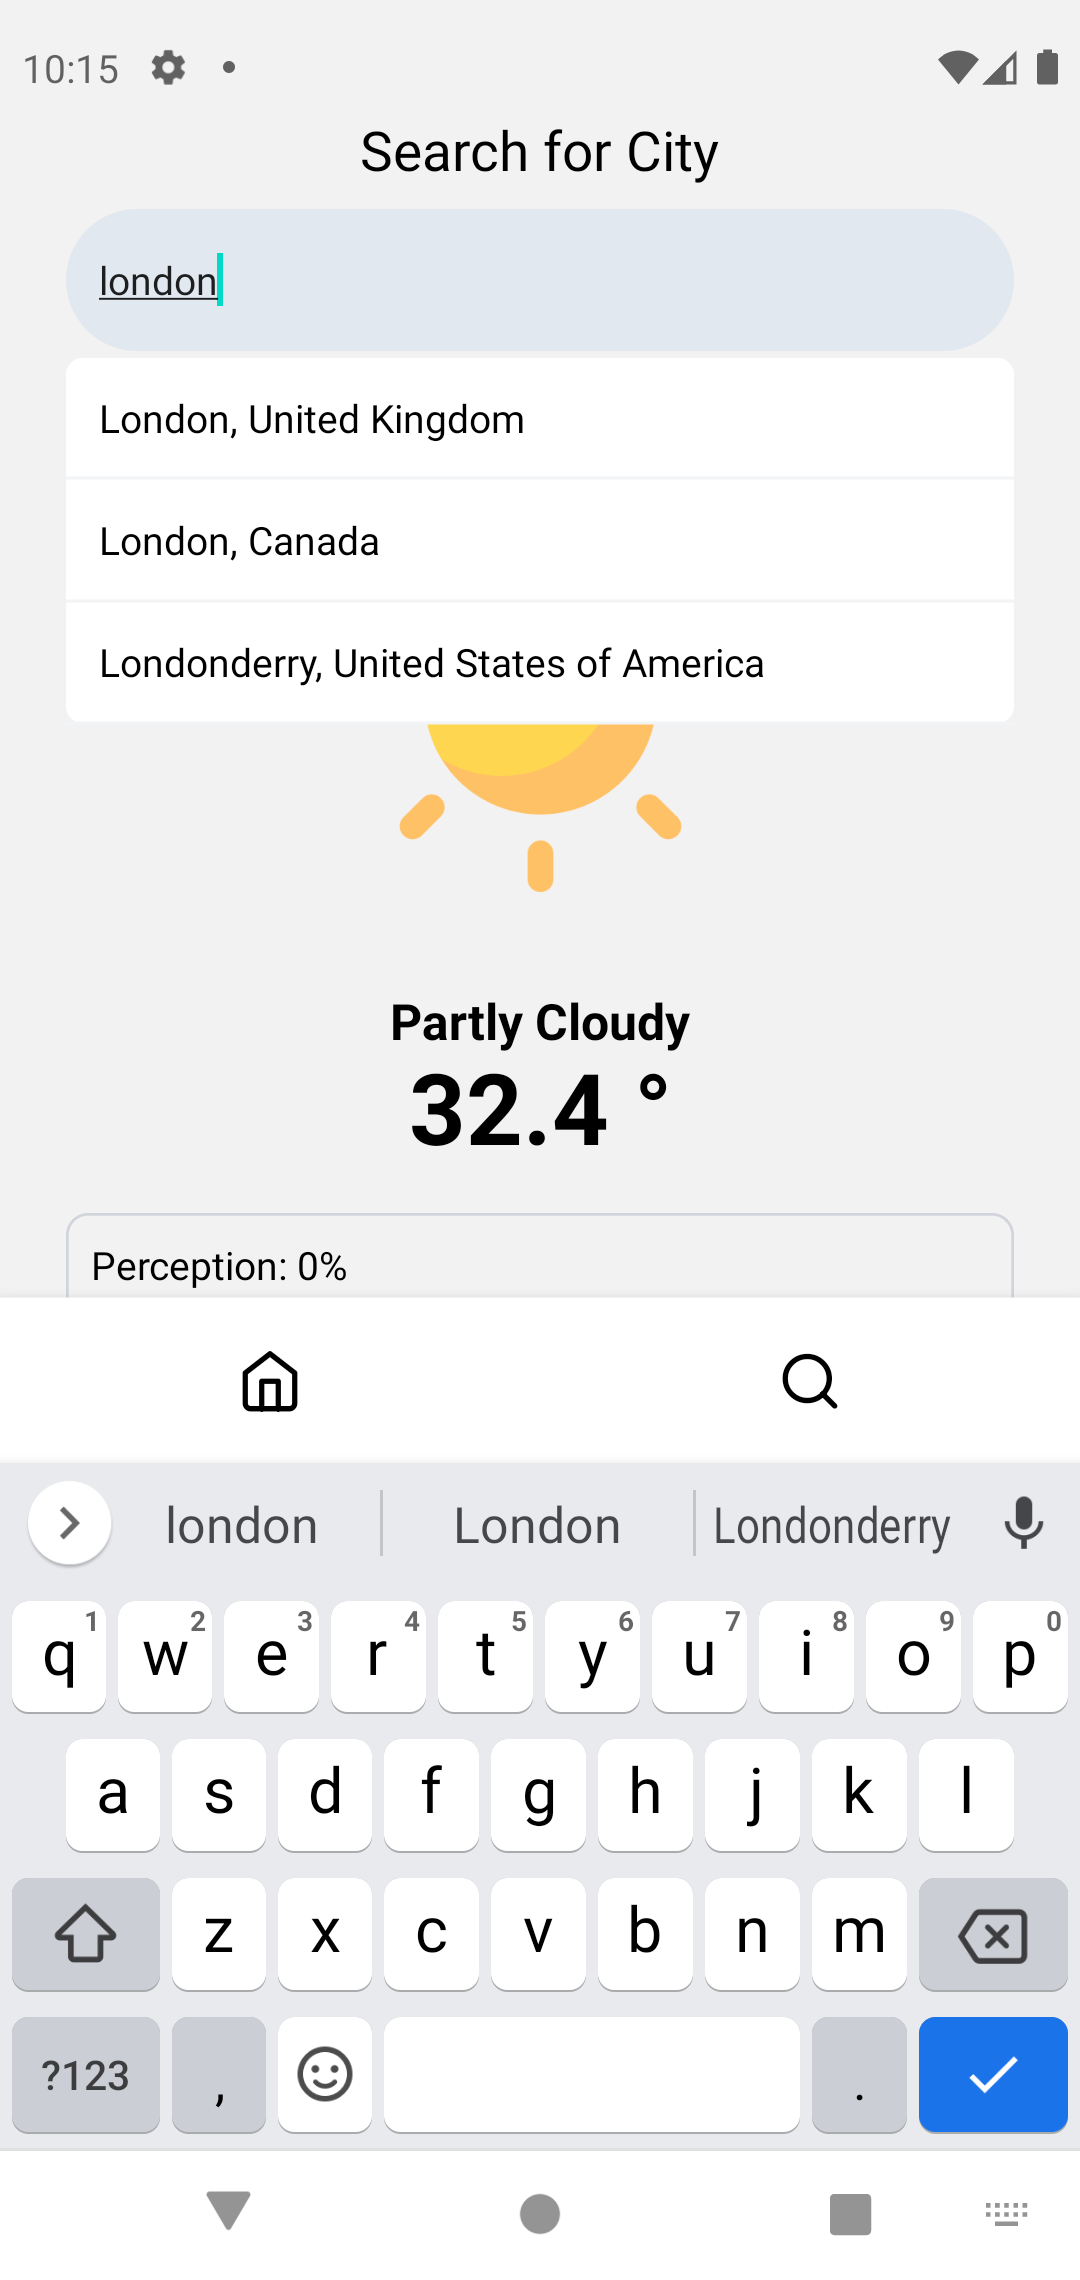 10:15
Search for City
london
London, United Kingdom
London, Canada
Londonderry, United States of America
Partly Cloudy
32.4 °
Perception: 0%
london London Londonderry
q 1 w 2 e 3 r 4 t 5 y 6 u 7 i 8 o 9 p 0
a s d f g h j k l
z x c v b n m
?123 , .